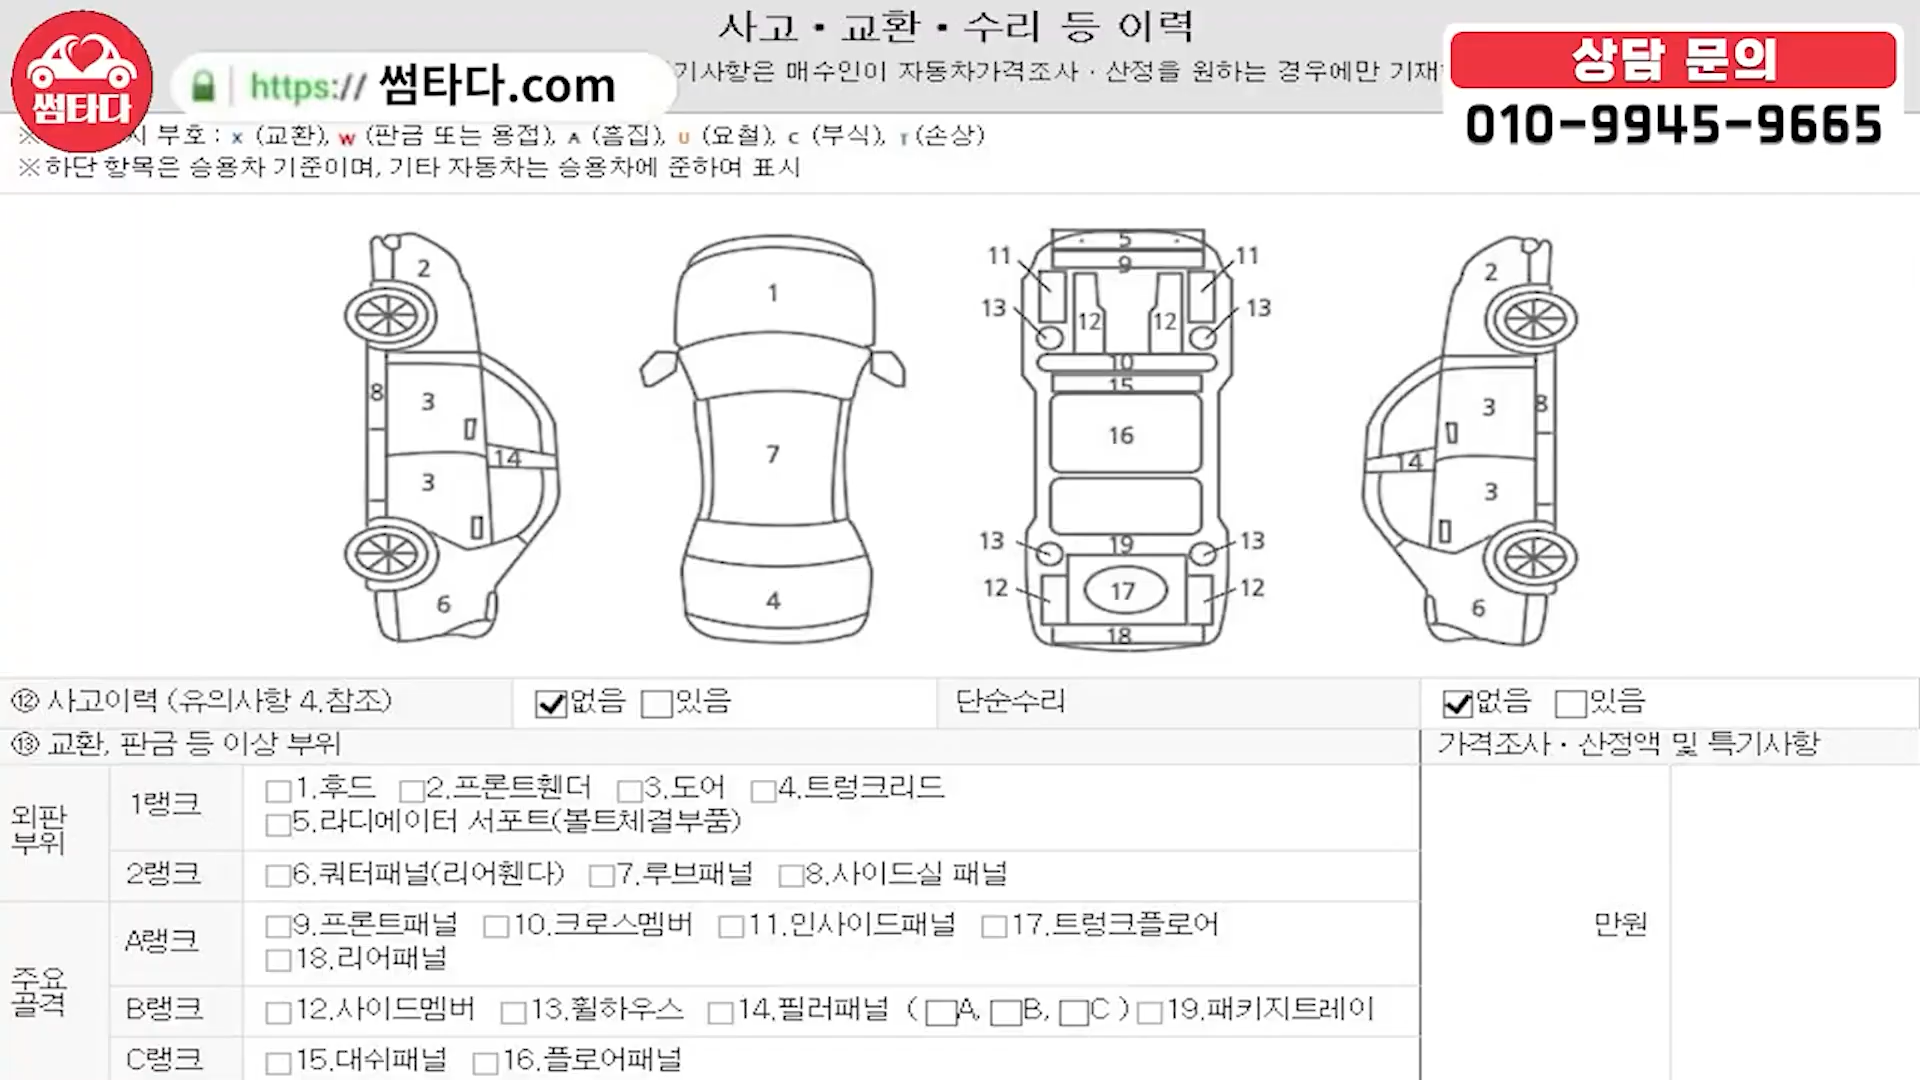 사고 • 교환 • 수리 등 이력
기사항은 매수인이 자동차가격조사 · 산정을 원하는 경우에만 기재
썸타다
https:// 썸타다.com
상담 문의
010-9945-9665
※ 부호 : X (교환), W (판금 또는 용접), A (흠집), U (요철), C (부식), T (손상)
※ 하단 항목은 승용차 기준이며, 기타 자동차는 승용차에 준하여 표시
2 8 3 14 3 6
1 7 4
5 9 11 11 13 13 12 12 10 15 16 19 13 13 12 12 17 18
2 3 8 14 3 6
⑫ 사고이력 (유의사항 4.참조) 없음 있음 단순수리 없음 있음
⑬ 교환, 판금 등 이상 부위 가격조사 · 산정액 및 특기사항
외판
부위
1랭크 1.후드 2.프론트휀더 3.도어 4.트렁크리드
5.라디에이터 서포트(볼트체결부품)
2랭크 6.쿼터패널(리어휀다) 7.루브패널 8.사이드실 패널
주요
골격
A랭크 9.프론트패널 10.크로스멤버 11.인사이드패널 17.트렁크플로어
18.리어패널
만원
B랭크 12.사이드멤버 13.휠하우스 14.필러패널 ( A, B, C ) 19.패키지트레이
C랭크 15.대쉬패널 16.플로어패널